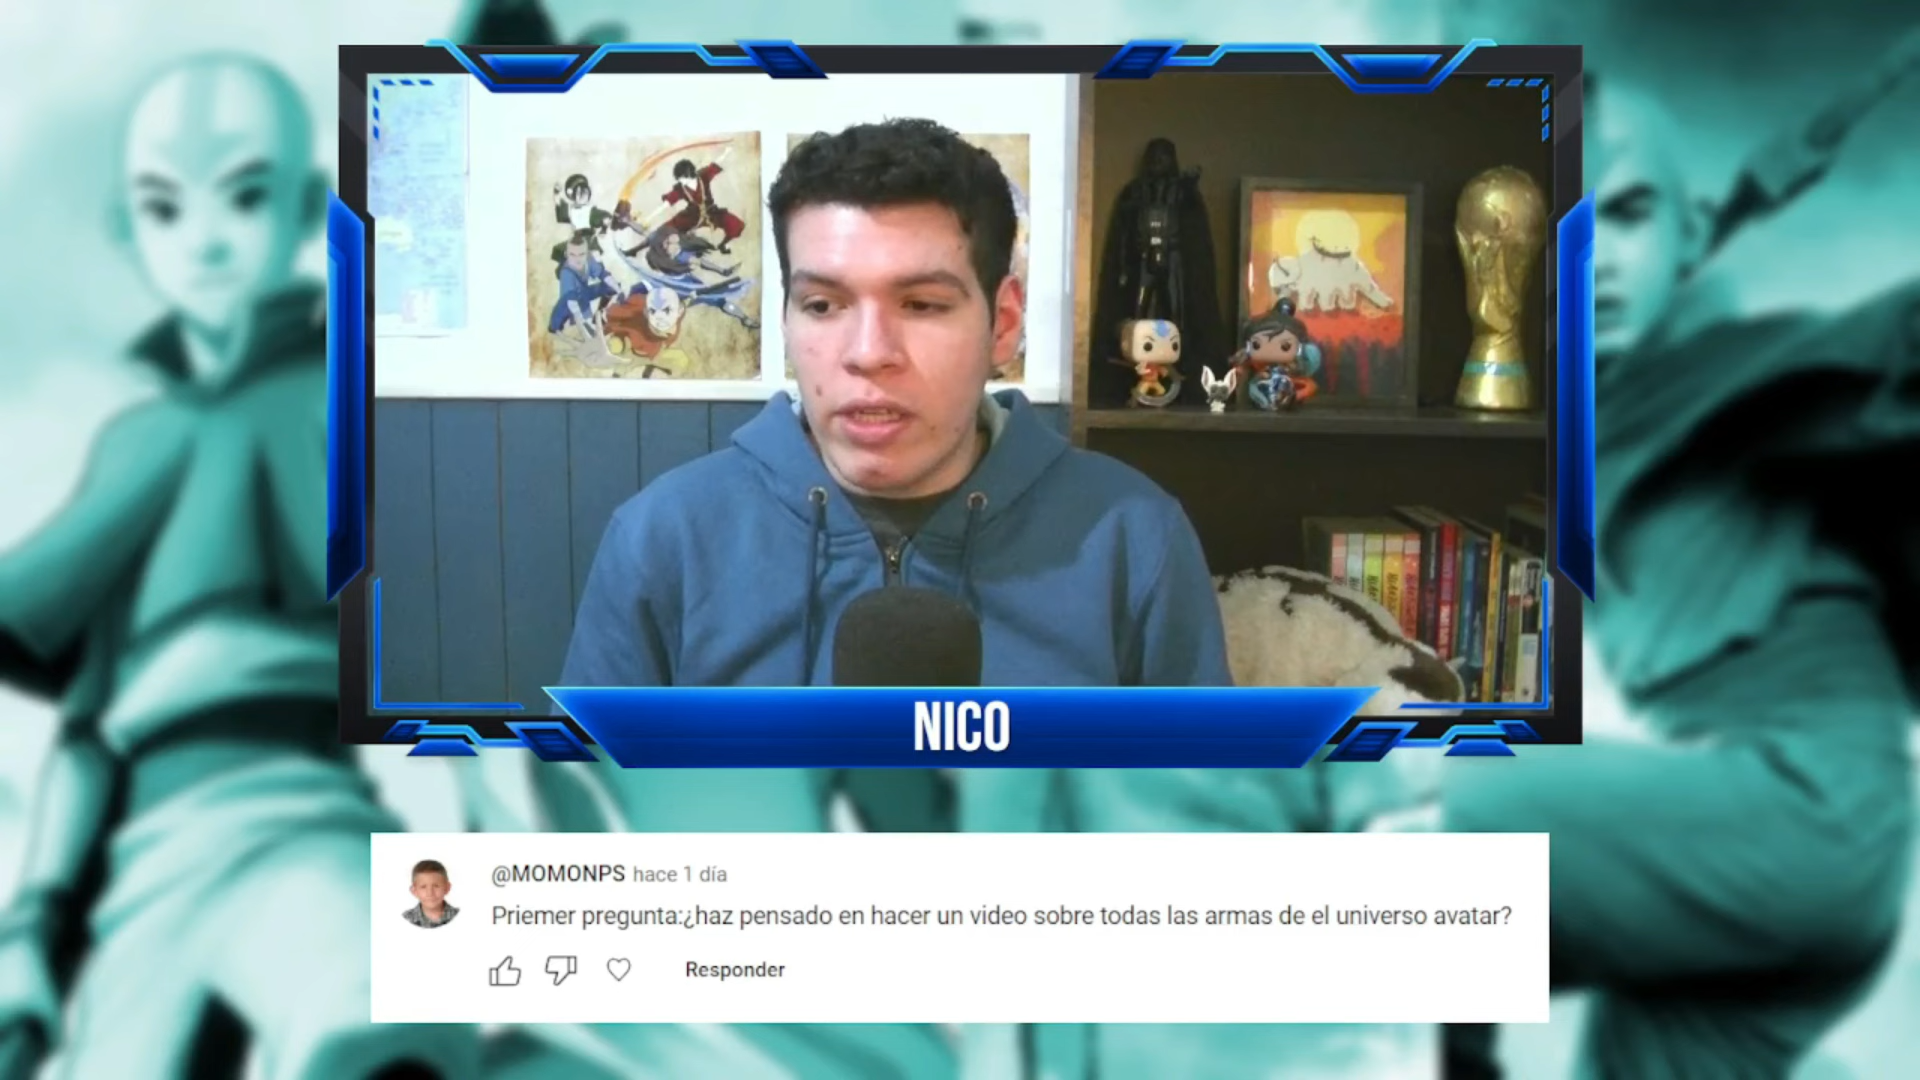 NICO
@MOMONPS hace 1 día
Priemer pregunta:¿haz pensado en hacer un video sobre todas las armas de el universo avatar?
Responder